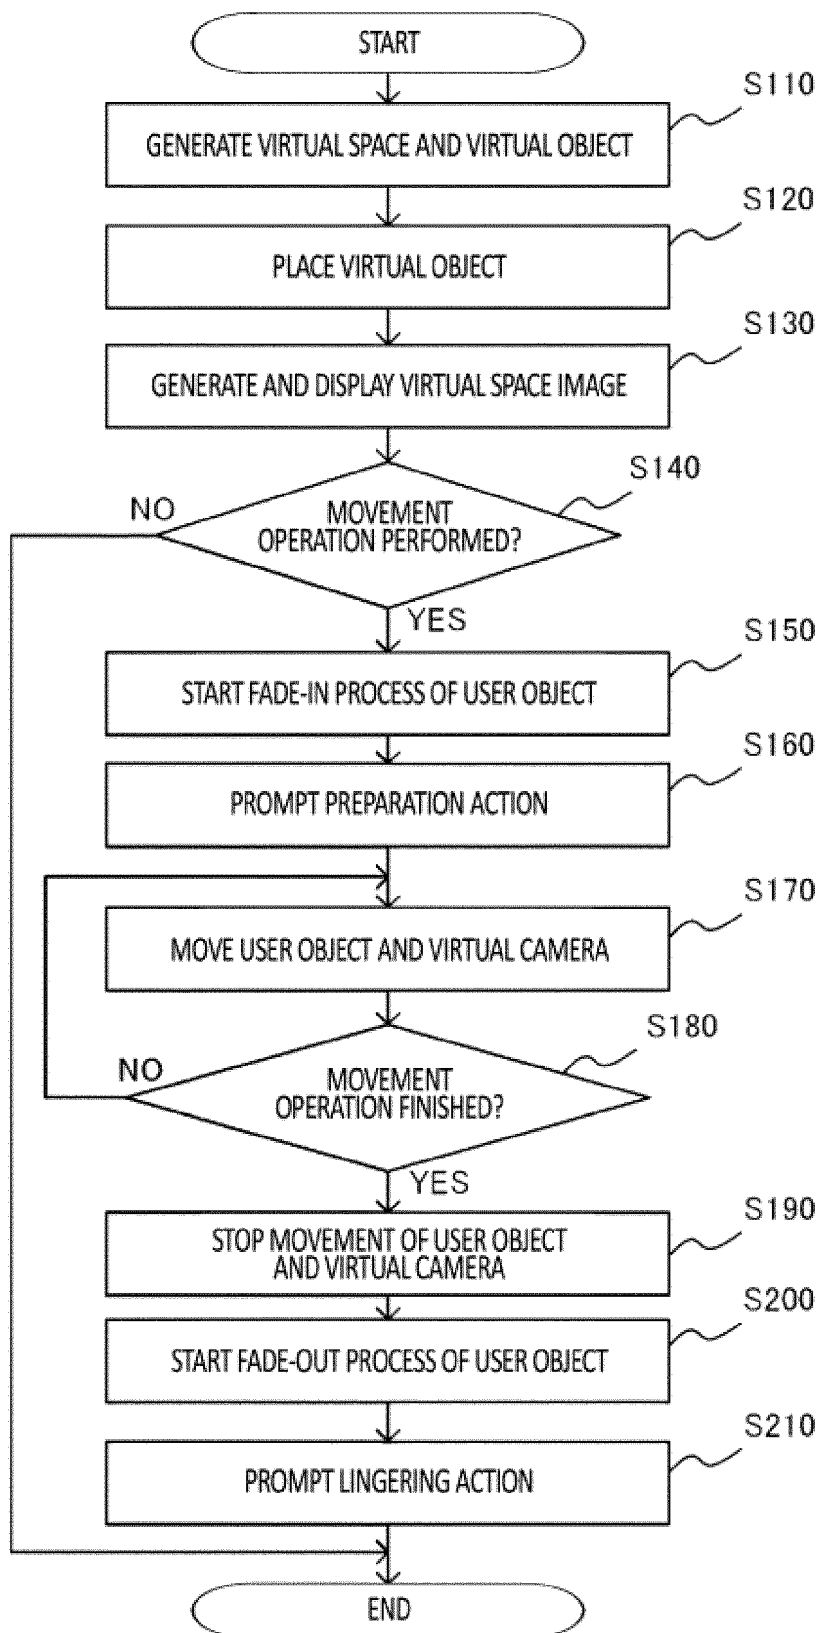 START
S110
GENERATE VIRTUAL SPACE AND VIRTUAL OBJECT
S120
PLACE VIRTUAL OBJECT
S130
GENERATE AND DISPLAY VIRTUAL SPACE IMAGE
S140
NO
MOVEMENT
OPERATION PERFORMED?
YES
S150
START FADE-IN PROCESS OF USER OBJECT
S160
PROMPT PREPARATION ACTION
S170
MOVE USER OBJECT AND VIRTUAL CAMERA
S180
NO
MOVEMENT
OPERATION FINISHED?
YES
S190
STOP MOVEMENT OF USER OBJECT
AND VIRTUAL CAMERA
S200
START FADE-OUT PROCESS OF USER OBJECT
S210
PROMPT LINGERING ACTION
END